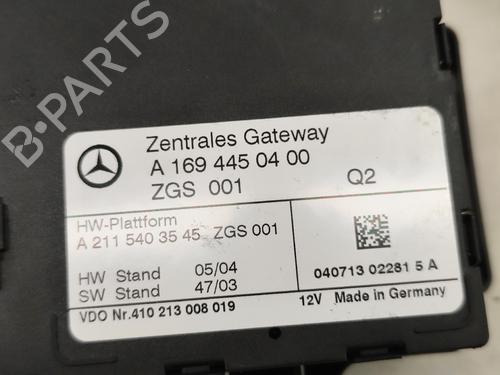 Zentrales Gateway
A 169 445 04 00
ZGS 001 Q2
HW-Plattform
A 211 540 35 45 ZGS 001
HW Stand 05/04
SW Stand 47/03
040713 02281 5 A
VDO Nr.410 213 008 019 12V Made in Germany
B-PARTS